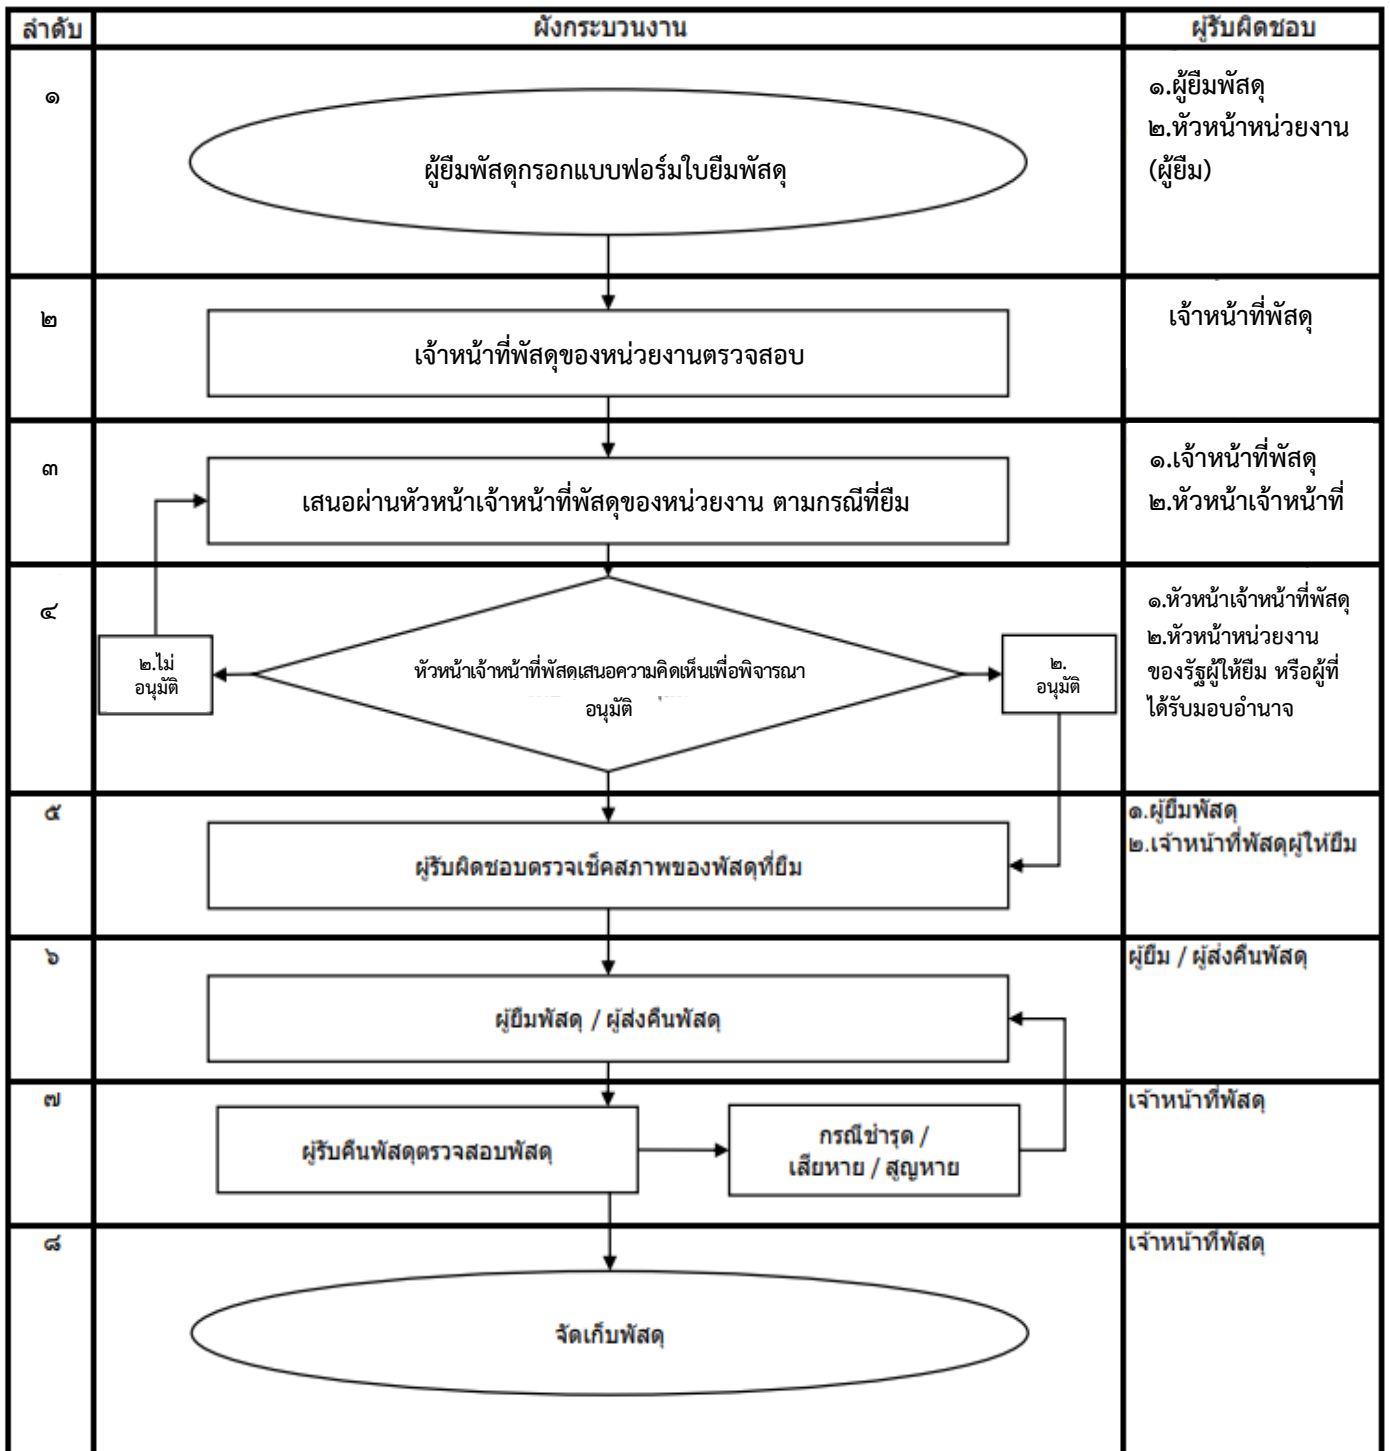 ลำดับ
ผังกระบวนงาน
ผู้รับผิดชอบ
๑
ผู้ยืมพัสดุกรอกแบบฟอร์มใบยืมพัสดุ
๑.ผู้ยืมพัสดุ
๒.หัวหน้าหน่วยงาน
(ผู้ยืม)
๒
เจ้าหน้าที่พัสดุของหน่วยงานตรวจสอบ
เจ้าหน้าที่พัสดุ
๓
เสนอผ่านหัวหน้าเจ้าหน้าที่พัสดุของหน่วยงาน ตามกรณีที่ยืม
๑.เจ้าหน้าที่พัสดุ
๒.หัวหน้าเจ้าหน้าที่
๔
๒.ไม่
อนุมัติ
หัวหน้าเจ้าหน้าที่พัสดุเสนอความคิดเห็นเพื่อพิจารณา
อนุมัติ
๒.
อนุมัติ
๑.หัวหน้าเจ้าหน้าที่พัสดุ
๒.หัวหน้าหน่วยงาน
ของรัฐผู้ให้ยืม หรือผู้ที่
ได้รับมอบอำนาจ
๕
ผู้รับผิดชอบตรวจเช็คสภาพของพัสดุที่ยืม
๑.ผู้ยืมพัสดุ
๒.เจ้าหน้าที่พัสดุผู้ให้ยืม
๖
ผู้ยืมพัสดุ / ผู้ส่งคืนพัสดุ
ผู้ยืม / ผู้ส่งคืนพัสดุ
๗
ผู้รับคืนพัสดุตรวจสอบพัสดุ
กรณีชำรุด /
เสียหาย / สูญหาย
เจ้าหน้าที่พัสดุ
๘
จัดเก็บพัสดุ
เจ้าหน้าที่พัสดุ